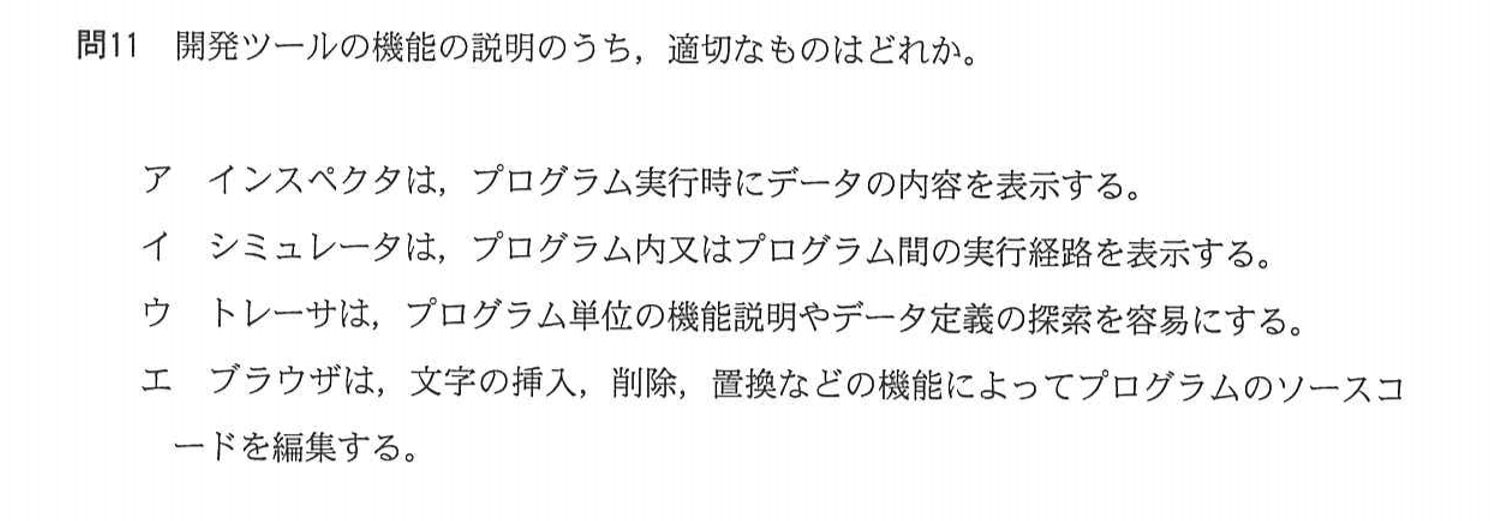 問11　開発ツールの機能の説明のうち，適切なものはどれか。
ア　インスペクタは，プログラム実行時にデータの内容を表示する。
イ　シミュレータは，プログラム内又はプログラム間の実行経路を表示する。
ウ　トレーサは，プログラム単位の機能説明やデータ定義の探索を容易にする。
エ　ブラウザは，文字の挿入，削除，置換などの機能によってプログラムのソースコ
ードを編集する。